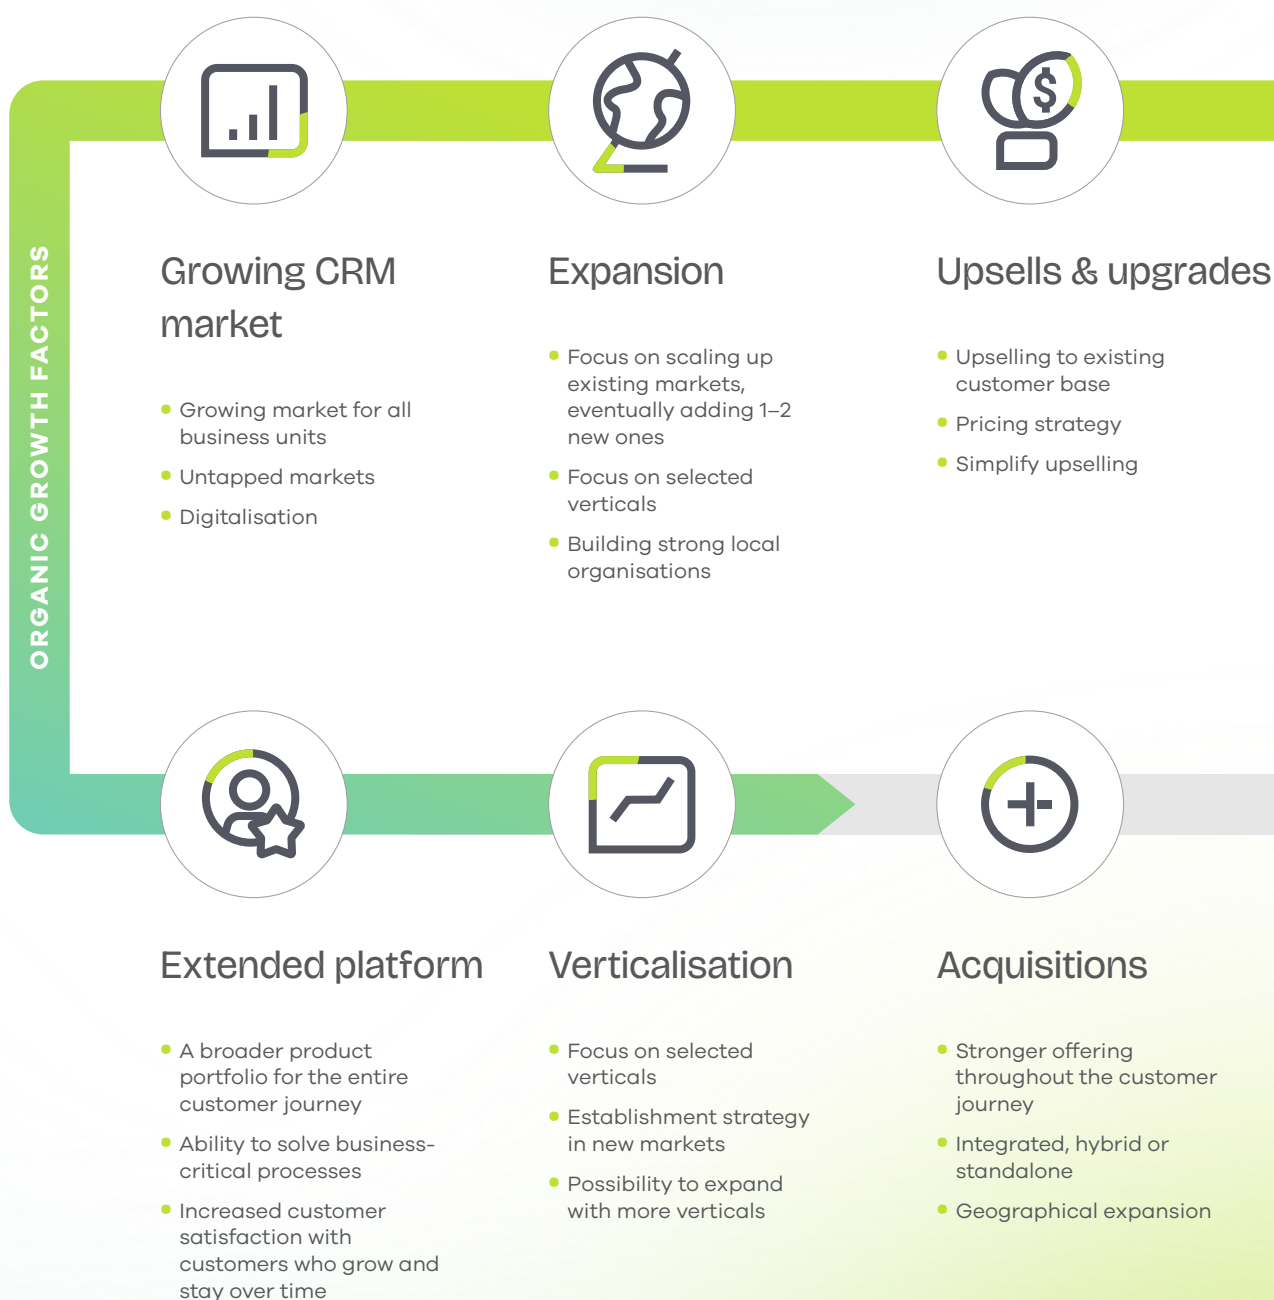 ORGANIC GROWTH FACTORS
Growing CRM
market
• Growing market for all
business units
• Untapped markets
• Digitalisation
Expansion
• Focus on scaling up
existing markets,
eventually adding 1–2
new ones
• Focus on selected
verticals
• Building strong local
organisations
Upsells & upgrades
• Upselling to existing
customer base
• Pricing strategy
• Simplify upselling
Extended platform
• A broader product
portfolio for the entire
customer journey
• Ability to solve business-
critical processes
• Increased customer
satisfaction with
customers who grow and
stay over time
Verticalisation
• Focus on selected
verticals
• Establishment strategy
in new markets
• Possibility to expand
with more verticals
Acquisitions
• Stronger offering
throughout the customer
journey
• Integrated, hybrid or
standalone
• Geographical expansion